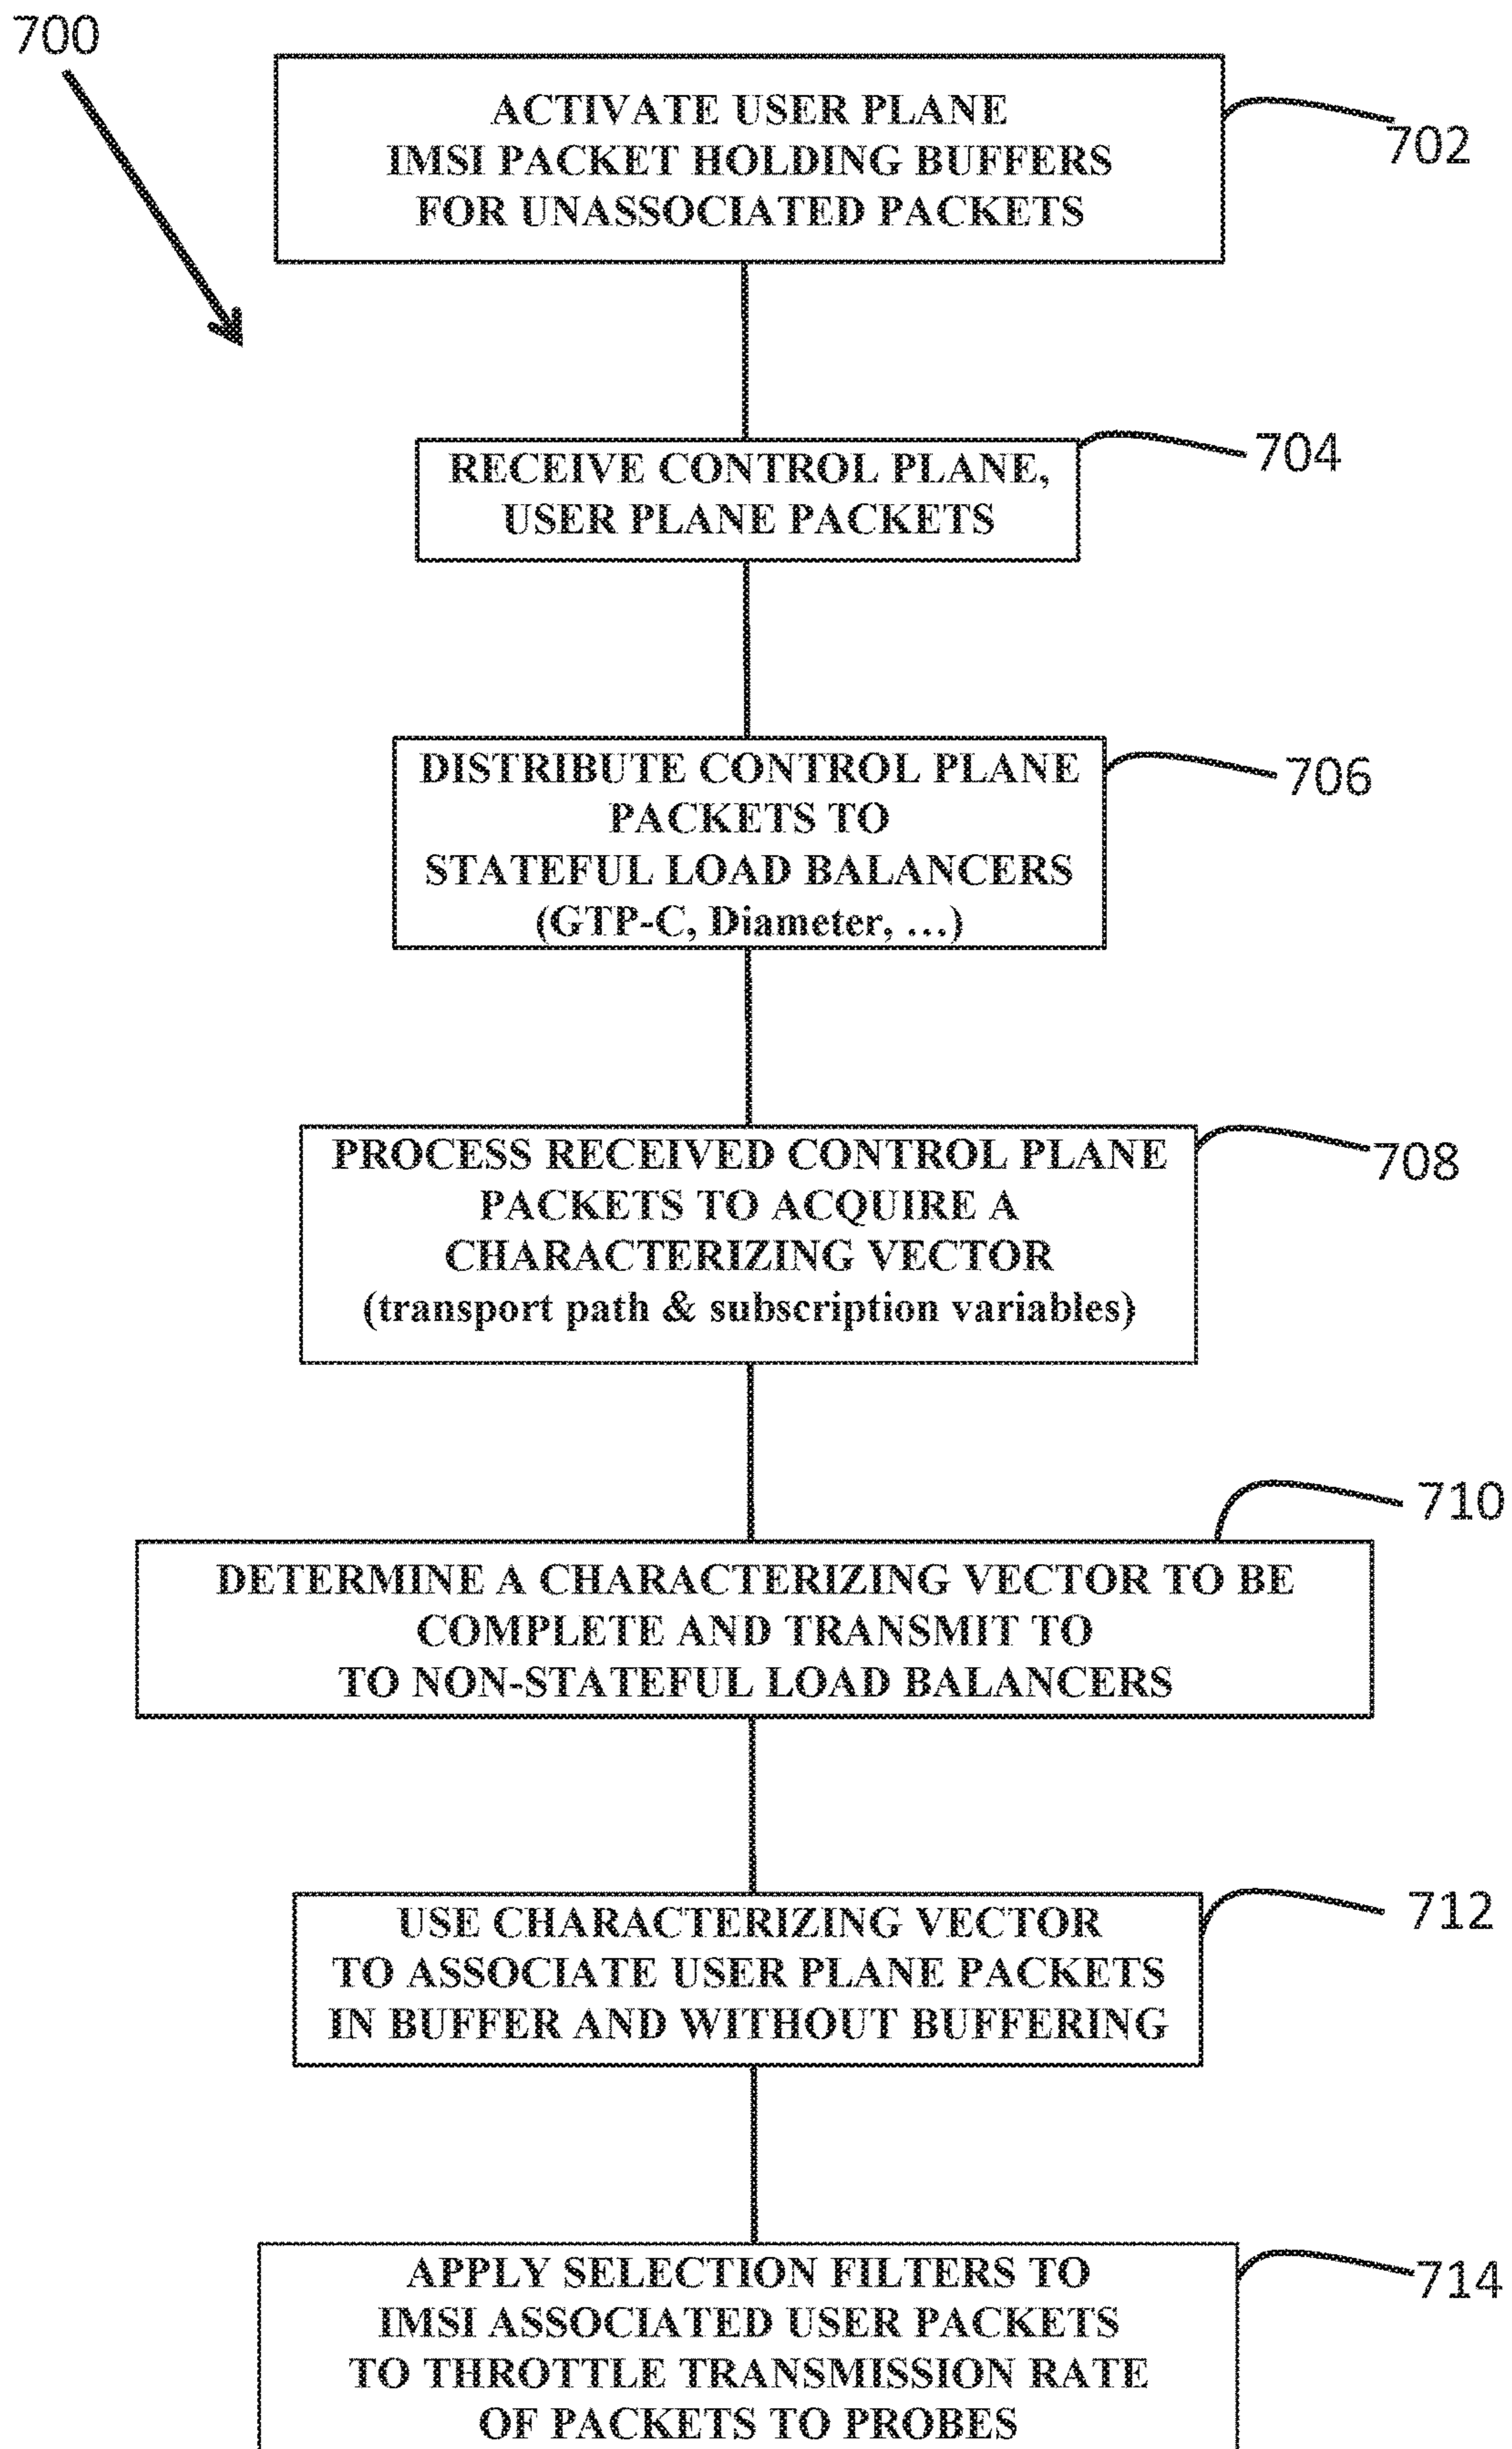 700
ACTIVATE USER PLANE
IMSI PACKET HOLDING BUFFERS
FOR UNASSOCIATED PACKETS
702
RECEIVE CONTROL PLANE,
USER PLANE PACKETS
704
DISTRIBUTE CONTROL PLANE
PACKETS TO
STATEFUL LOAD BALANCERS
(GTP-C, Diameter, ...)
706
PROCESS RECEIVED CONTROL PLANE
PACKETS TO ACQUIRE A
CHARACTERIZING VECTOR
(transport path & subscription variables)
708
DETERMINE A CHARACTERIZING VECTOR TO BE
COMPLETE AND TRANSMIT TO
TO NON-STATEFUL LOAD BALANCERS
710
USE CHARACTERIZING VECTOR
TO ASSOCIATE USER PLANE PACKETS
IN BUFFER AND WITHOUT BUFFERING
712
APPLY SELECTION FILTERS TO
IMSI ASSOCIATED USER PACKETS
TO THROTTLE TRANSMISSION RATE
OF PACKETS TO PROBES
714